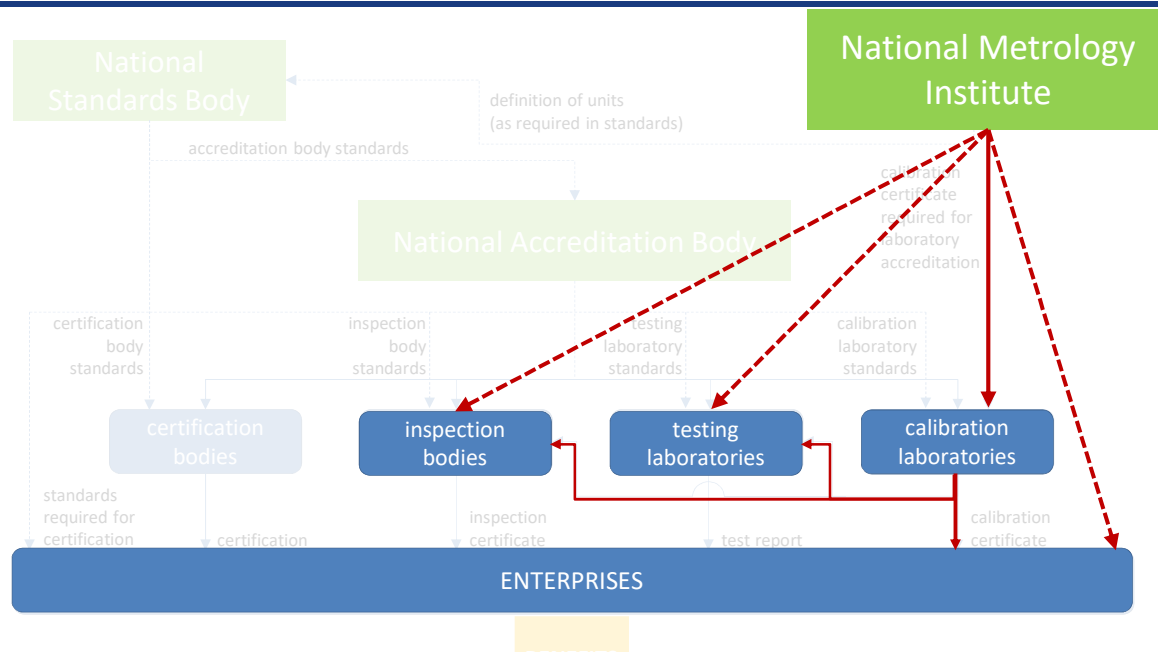 National Metrology
Institute
National
Standards Body
definition of units
(as required in standards)
accreditation body standards
calibration
certificate
required for
laboratory
accreditation
National Accreditation Body
certification
body
standards
inspection
body
standards
testing
laboratory
standards
calibration
laboratory
standards
certification
bodies
inspection
bodies
testing
laboratories
calibration
laboratories
standards
required for
certification
certification
inspection
certificate
test report
calibration
certificate
ENTERPRISES